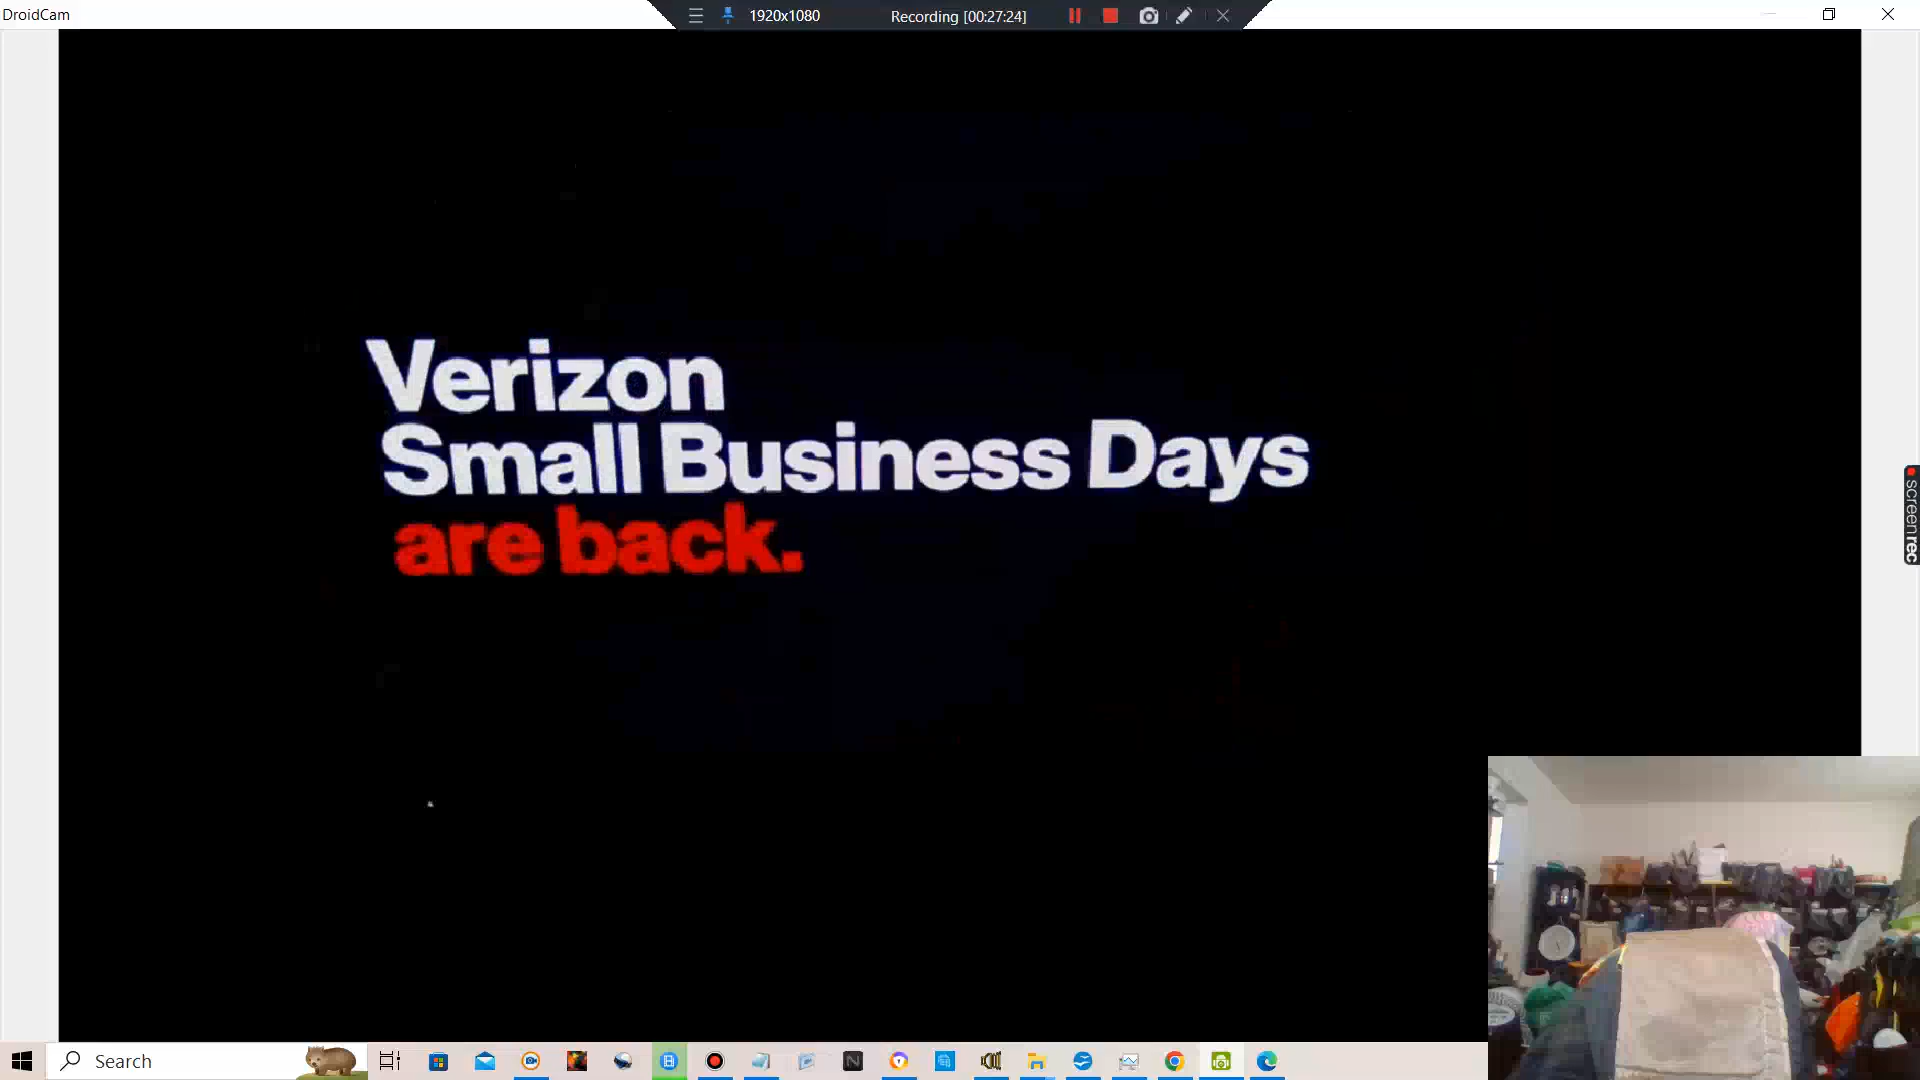 DroidCam
1920x1080
Recording [00:27:24]
Verizon
Small Business Days
are back.
screenrec
Search